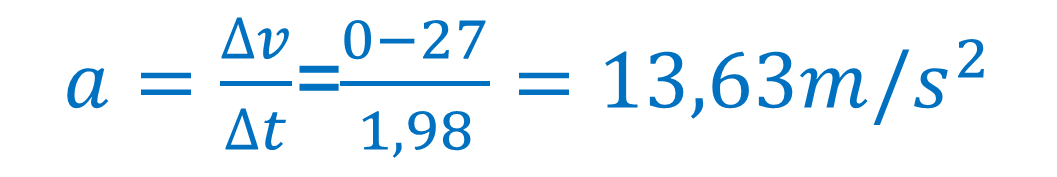 a = Δv/Δt = 0−27/1,98 = 13,63m/s²